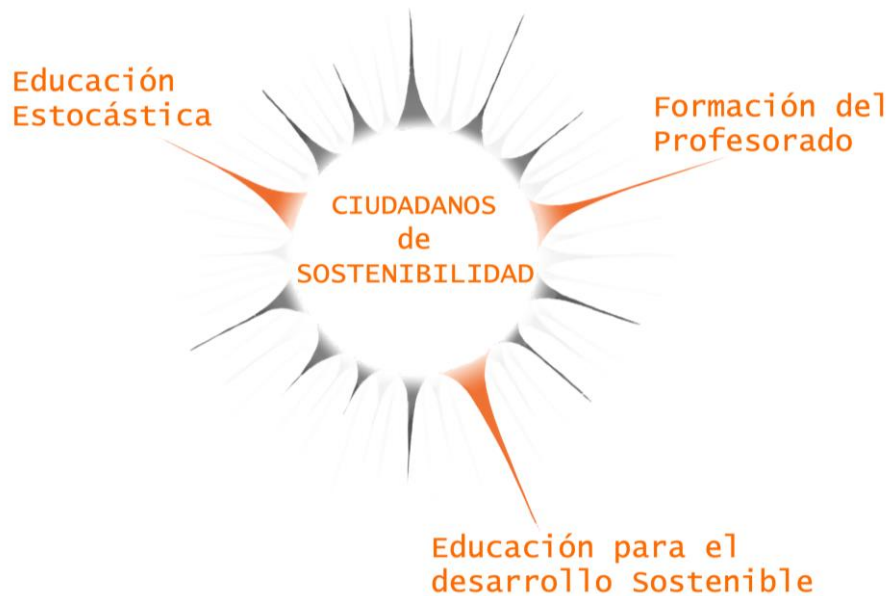 Educación
Estocástica
Formación del
Profesorado
CIUDADANOS
de
SOSTENIBILIDAD
Educación para el
desarrollo Sostenible